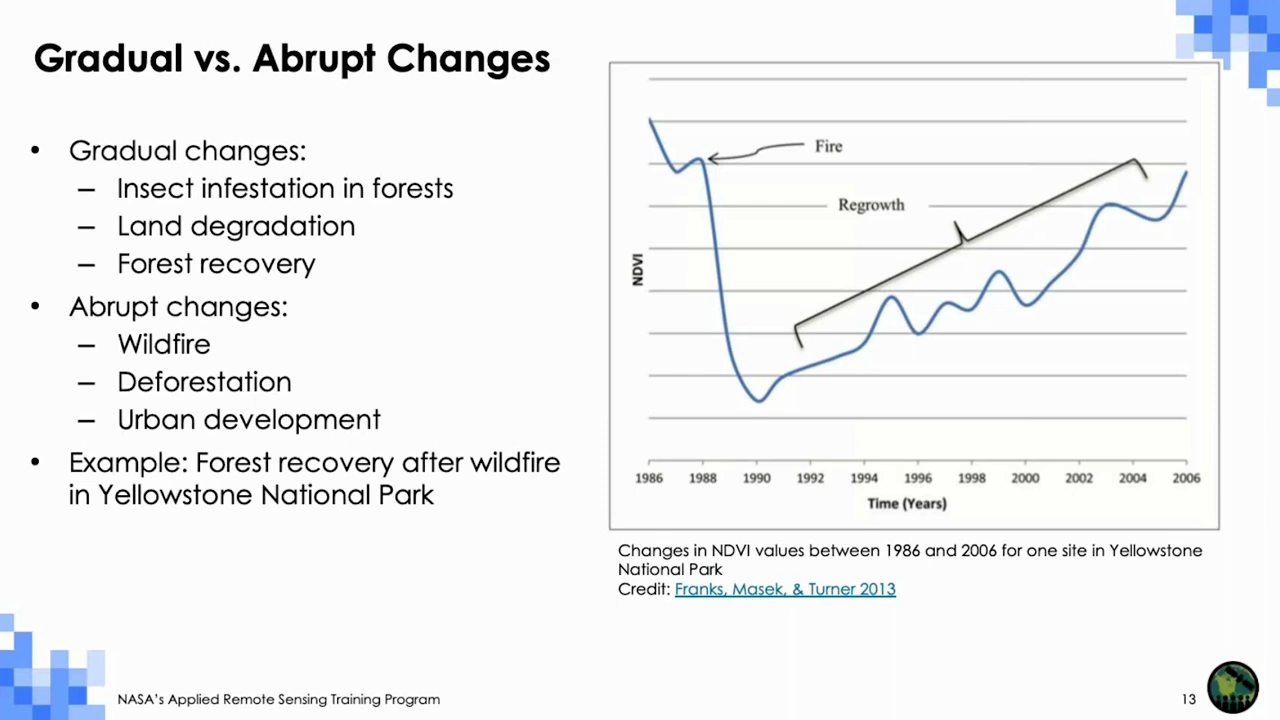 Gradual vs. Abrupt Changes
• Gradual changes:
– Insect infestation in forests
– Land degradation
– Forest recovery
• Abrupt changes:
– Wildfire
– Deforestation
– Urban development
• Example: Forest recovery after wildfire
in Yellowstone National Park
Fire
Regrowth
NDVI
1986 1988 1990 1992 1994 1996 1998 2000 2002 2004 2006
Time (Years)
Changes in NDVI values between 1986 and 2006 for one site in Yellowstone
National Park
Credit: Franks, Masek, & Turner 2013
NASA's Applied Remote Sensing Training Program
13